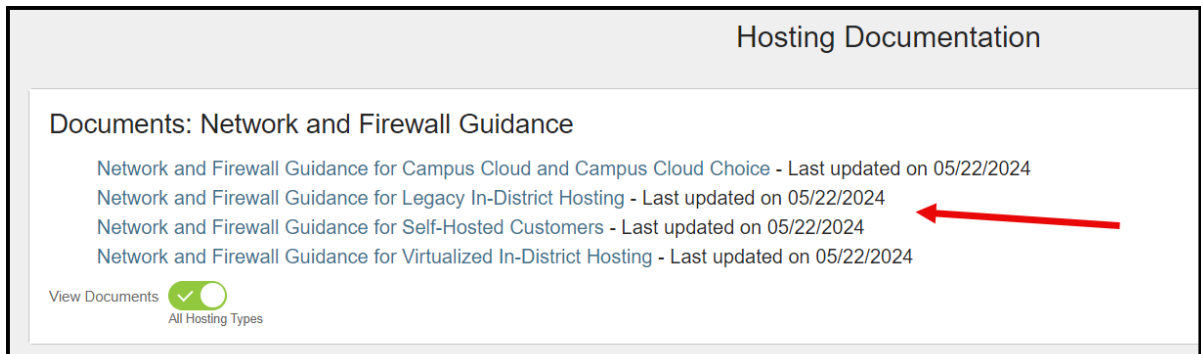 Hosting Documentation
Documents: Network and Firewall Guidance
Network and Firewall Guidance for Campus Cloud and Campus Cloud Choice - Last updated on 05/22/2024
Network and Firewall Guidance for Legacy In-District Hosting - Last updated on 05/22/2024
Network and Firewall Guidance for Self-Hosted Customers - Last updated on 05/22/2024
Network and Firewall Guidance for Virtualized In-District Hosting - Last updated on 05/22/2024
View Documents
All Hosting Types